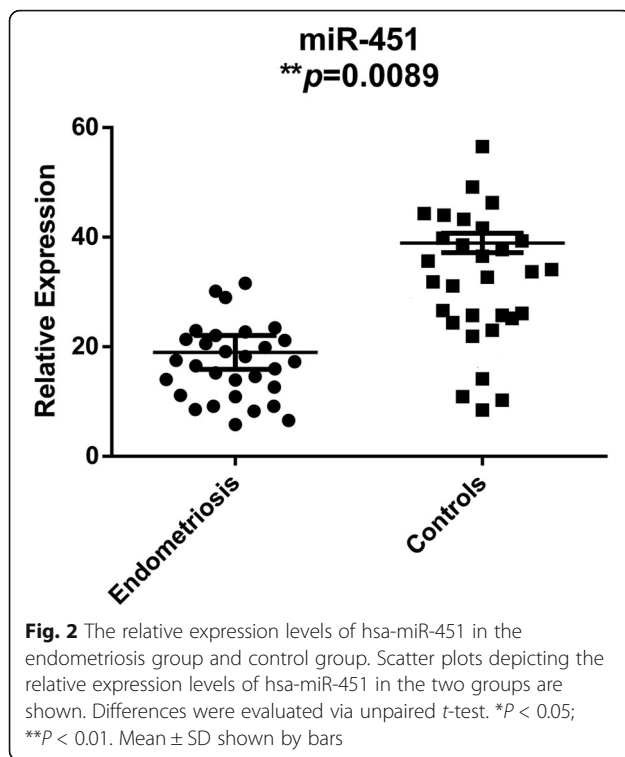 miR-451
**p=0.0089
Relative Expression
60
40
20
0
Endometriosis
Controls
Fig. 2 The relative expression levels of hsa-miR-451 in the
endometriosis group and control group. Scatter plots depicting the
relative expression levels of hsa-miR-451 in the two groups are
shown. Differences were evaluated via unpaired t-test. *P < 0.05;
**P < 0.01. Mean ± SD shown by bars